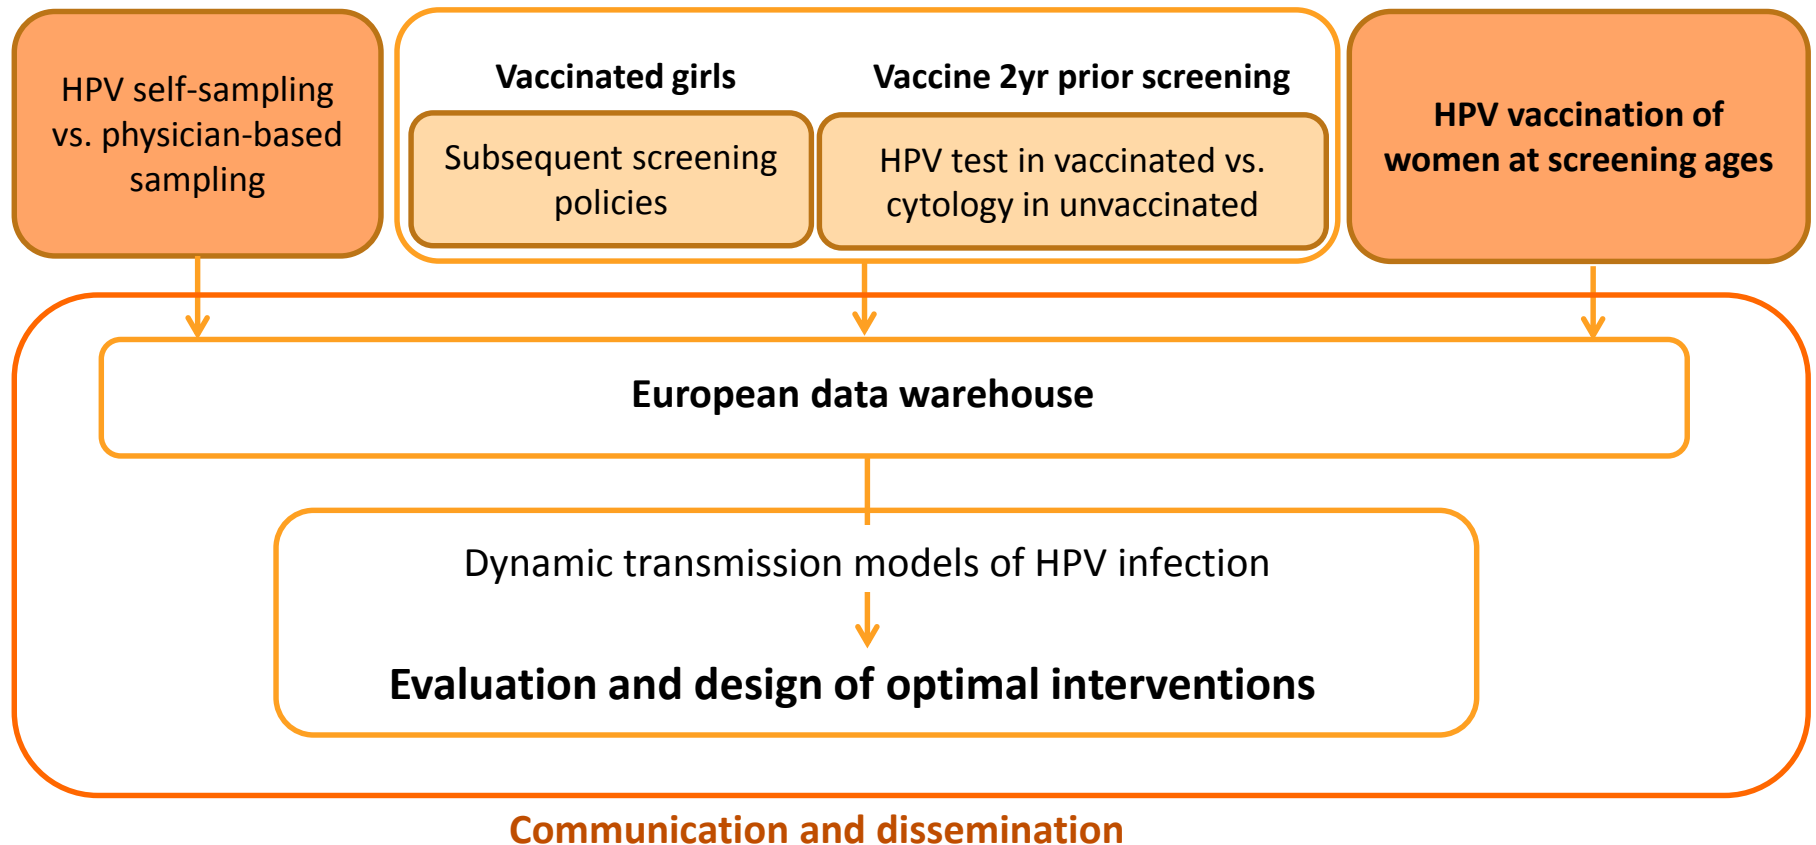 HPV self-sampling
vs. physician-based
sampling
Vaccinated girls
Subsequent screening
policies
Vaccine 2yr prior screening
HPV test in vaccinated vs.
cytology in unvaccinated
HPV vaccination of
women at screening ages
European data warehouse
Dynamic transmission models of HPV infection
Evaluation and design of optimal interventions
Communication and dissemination